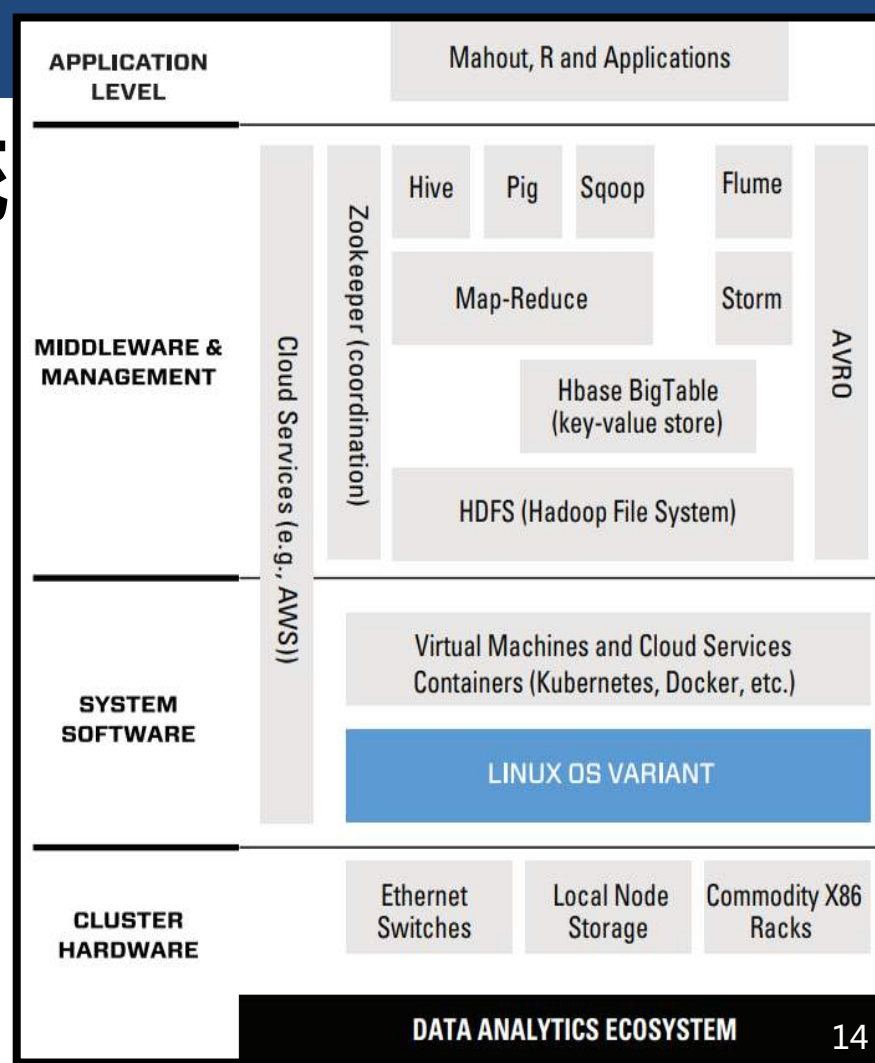 APPLICATION
LEVEL
Mahout, R and Applications
MIDDLEWARE &
MANAGEMENT
Cloud Services (e.g., AWS))
Zookeeper (coordination)
Hive
Pig
Sqoop
Flume
Map-Reduce
Storm
Hbase BigTable
(key-value store)
HDFS (Hadoop File System)
AVRO
SYSTEM
SOFTWARE
Virtual Machines and Cloud Services
Containers (Kubernetes, Docker, etc.)
LINUX OS VARIANT
CLUSTER
HARDWARE
Ethernet
Switches
Local Node
Storage
Commodity X86
Racks
DATA ANALYTICS ECOSYSTEM
14